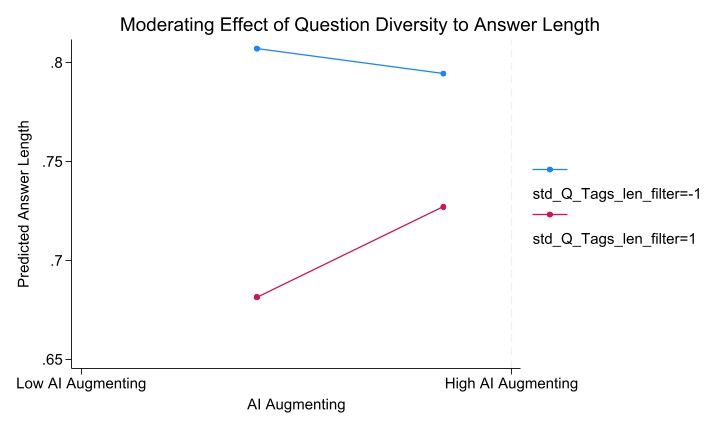 Moderating Effect of Question Diversity to Answer Length
Predicted Answer Length
.8
.75
.7
.65
Low AI Augmenting
High AI Augmenting
AI Augmenting
std_Q_Tags_len_filter=-1
std_Q_Tags_len_filter=1